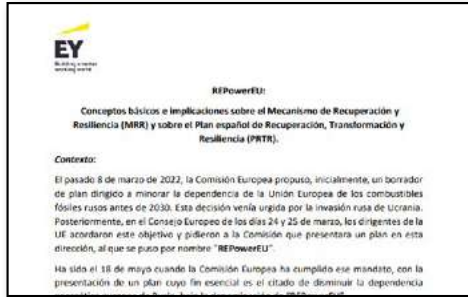 EY
Building a better
working world
REPowerEU:
Conceptos básicos e implicaciones sobre el Mecanismo de Recuperación y
Resiliencia (MRR) y sobre el Plan español de Recuperación, Transformación y
Resiliencia (PRTR).
Contexto:
El pasado 8 de marzo de 2022, la Comisión Europea propuso, inicialmente, un borrador
de plan dirigido a minorar la dependencia de la Unión Europea de los combustibles
fósiles rusos antes de 2030. Esta decisión venía urgida por la invasión rusa de Ucrania.
Posteriormente, en el Consejo Europeo de los días 24 y 25 de marzo, los dirigentes de la
UE acordaron este objetivo y pidieron a la Comisión que presentara un plan en esta
dirección, al que se puso por nombre "REPowerEU".
Ha sido el 18 de mayo cuando la Comisión Europea ha cumplido ese mandato, con la
presentación de un plan cuyo fin esencial es el citado de disminuir la dependencia